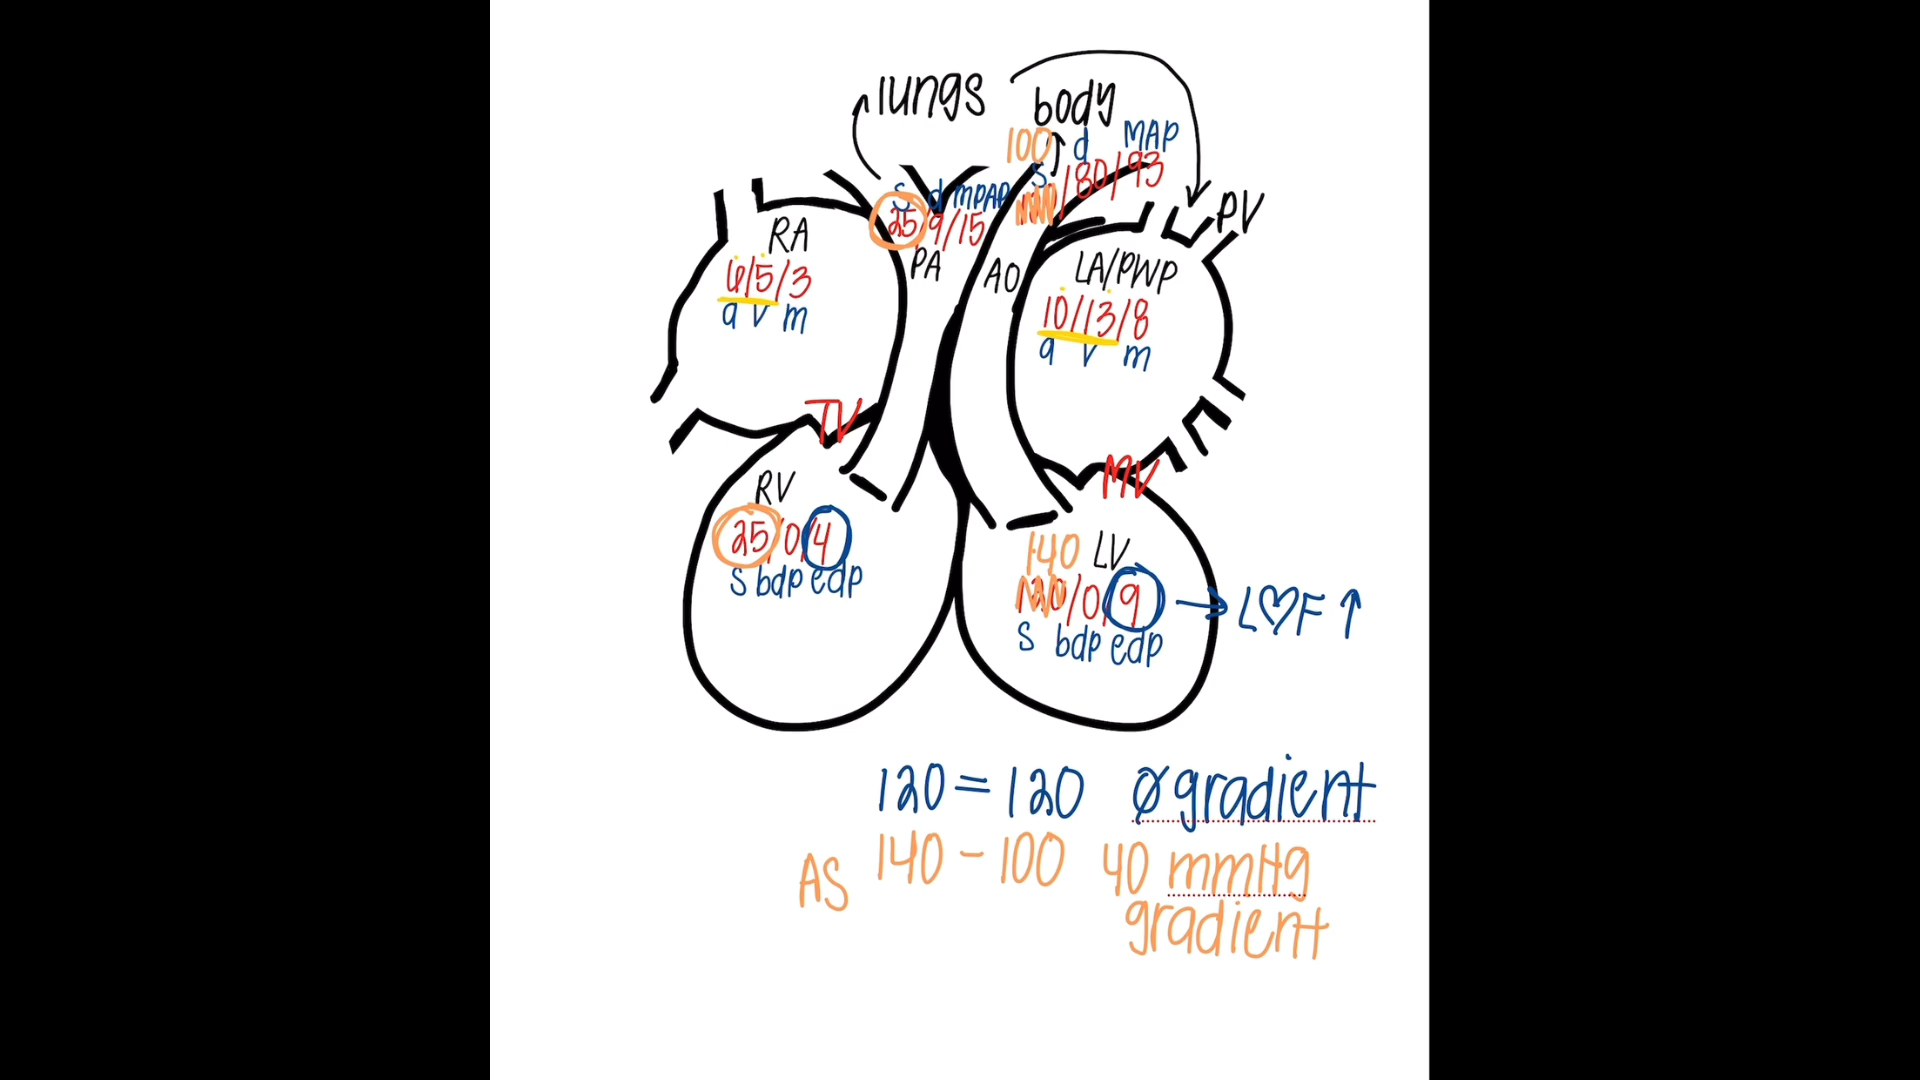 lungs
body
100 d MAP
s d mPAP s
25/9/15 /80/93
PV
RA
PA AO LA/PWP
6/5/3
10/13/8
a v m
a v m
TV
MV
RV
25/0/4
140 LV
s bdp edp
120/0/9 → L♡F ↑
s bdp edp
120 = 120 Ø gradient
AS 140 - 100 40 mmHg
gradient